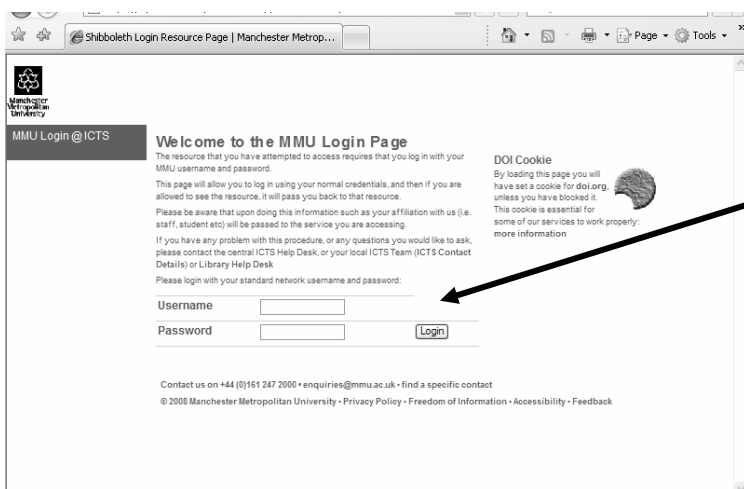 Shibboleth Login Resource Page | Manchester Metrop...
Page
Tools
Manchester
Metropolitan
University
MMU Login @ ICTS
Welcome to the MMU Login Page
The resource that you have attempted to access requires that you log in with your
MMU username and password.
This page will allow you to log in using your normal credentials, and then if you are
allowed to see the resource, it will pass you back to that resource.
Please be aware that upon doing this information such as your affiliation with us (i.e.
staff, student etc) will be passed to the service you are accessing.
If you have any problem with this procedure, or any questions you would like to ask,
please contact the central ICTS Help Desk, or your local ICTS Team (ICTS Contact
Details) or Library Help Desk
Please login with your standard network username and password:
Username
Password
Login
DOI Cookie
By loading this page you will
have set a cookie for doi.org,
unless you have blocked it.
This cookie is essential for
some of our services to work properly:
more information
Contact us on +44 (0)161 247 2000 • enquiries@mmu.ac.uk • find a specific contact
© 2008 Manchester Metropolitan University • Privacy Policy • Freedom of Information • Accessibility • Feedback